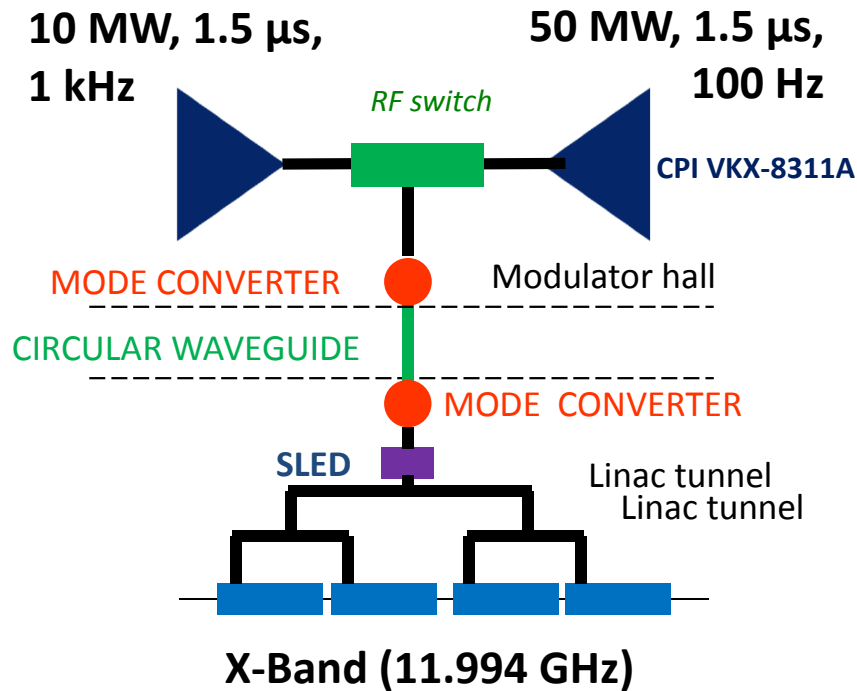 10 MW, 1.5 µs,
1 kHz
50 MW, 1.5 µs,
100 Hz
RF switch
CPI VKX-8311A
MODE CONVERTER
Modulator hall
CIRCULAR WAVEGUIDE
MODE CONVERTER
SLED
Linac tunnel
Linac tunnel
X-Band (11.994 GHz)